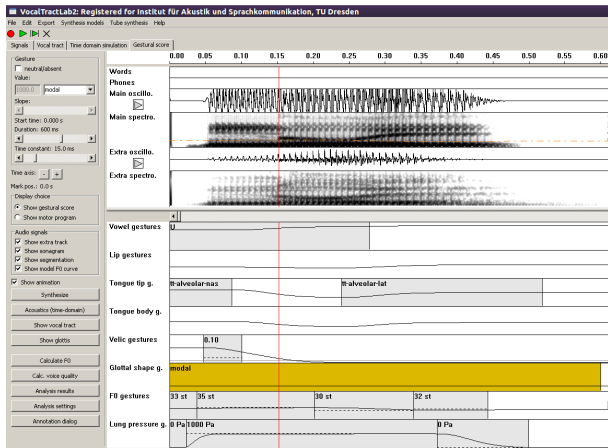 VocalTractLab2: Registered for Institut für Akustik und Sprachkommunikation, TU Dresden
File Edit Export Synthesis models Tube synthesis Help
Signals Vocal tract Time domain simulation Gestural score
Gesture
neutral/absent
Value:
1000.0 modal
Slope:
Start time: 0.000 s
Duration: 600 ms
Time constant: 15.0 ms
Time axis: - +
Mark pos.: 0.0 s
Display choice
Show gestural score
Show motor program
Audio signals
Show extra track
Show sonagram
Show segmentation
Show model F0 curve
Show animation
Synthesize
Acoustics (time-domain)
Show vocal tract
Show glottis
Calculate F0
Calc. voice quality
Analysis results
Analysis settings
Annotation dialog
0.00 0.05 0.10 0.15 0.20 0.25 0.30 0.35 0.40 0.45 0.50 0.55 0.60
Words
Phones
Main oscillo.
Main spectro.
Extra oscillo.
Extra spectro.
Vowel gestures U
Lip gestures
Tongue tip g. tt-alveolar-nas tt-alveolar-lat
Tongue body g.
Velic gestures 0.10
Glottal shape g. modal
F0 gestures 33 st 35 st 30 st 32 st
Lung pressure g. 0 Pa 1000 Pa 0 Pa